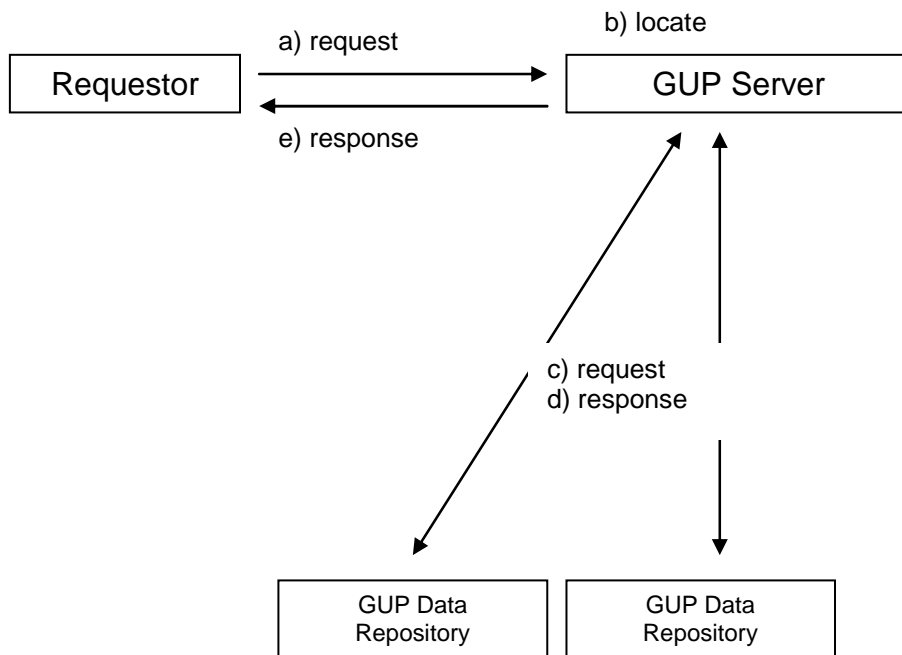 b) locate
a) request
Requestor
GUP Server
e) response
c) request
d) response
GUP Data
Repository
GUP Data
Repository